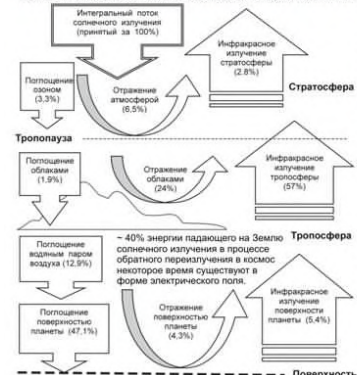 Интегральный поток
солнечного излучения
(принятый за 100%)
Поглощение
озоном
(3,3%)
Отражение
атмосферой
(6,5%)
Инфракрасное
излучение
стратосферы
(2.8%)
Стратосфера
Тропопауза
Поглощение
облаками
(1.9%)
Отражение
облаками
(24%)
Инфракрасное
излучение
тропосферы
(57%)
Тропосфера
Поглощение
водяным паром
воздуха (12,9%)
~ 40% энергии падающего на Землю
солнечного излучения в процессе
обратного переизлучения в космос
некоторое время существуют в
форме электрического поля.
Поглощение
поверхностью
планеты (47,1%)
Отражение
поверхностью
планеты
(4,3%)
Инфракрасное
излучение
поверхности
планеты (5,4%)
Поверхность